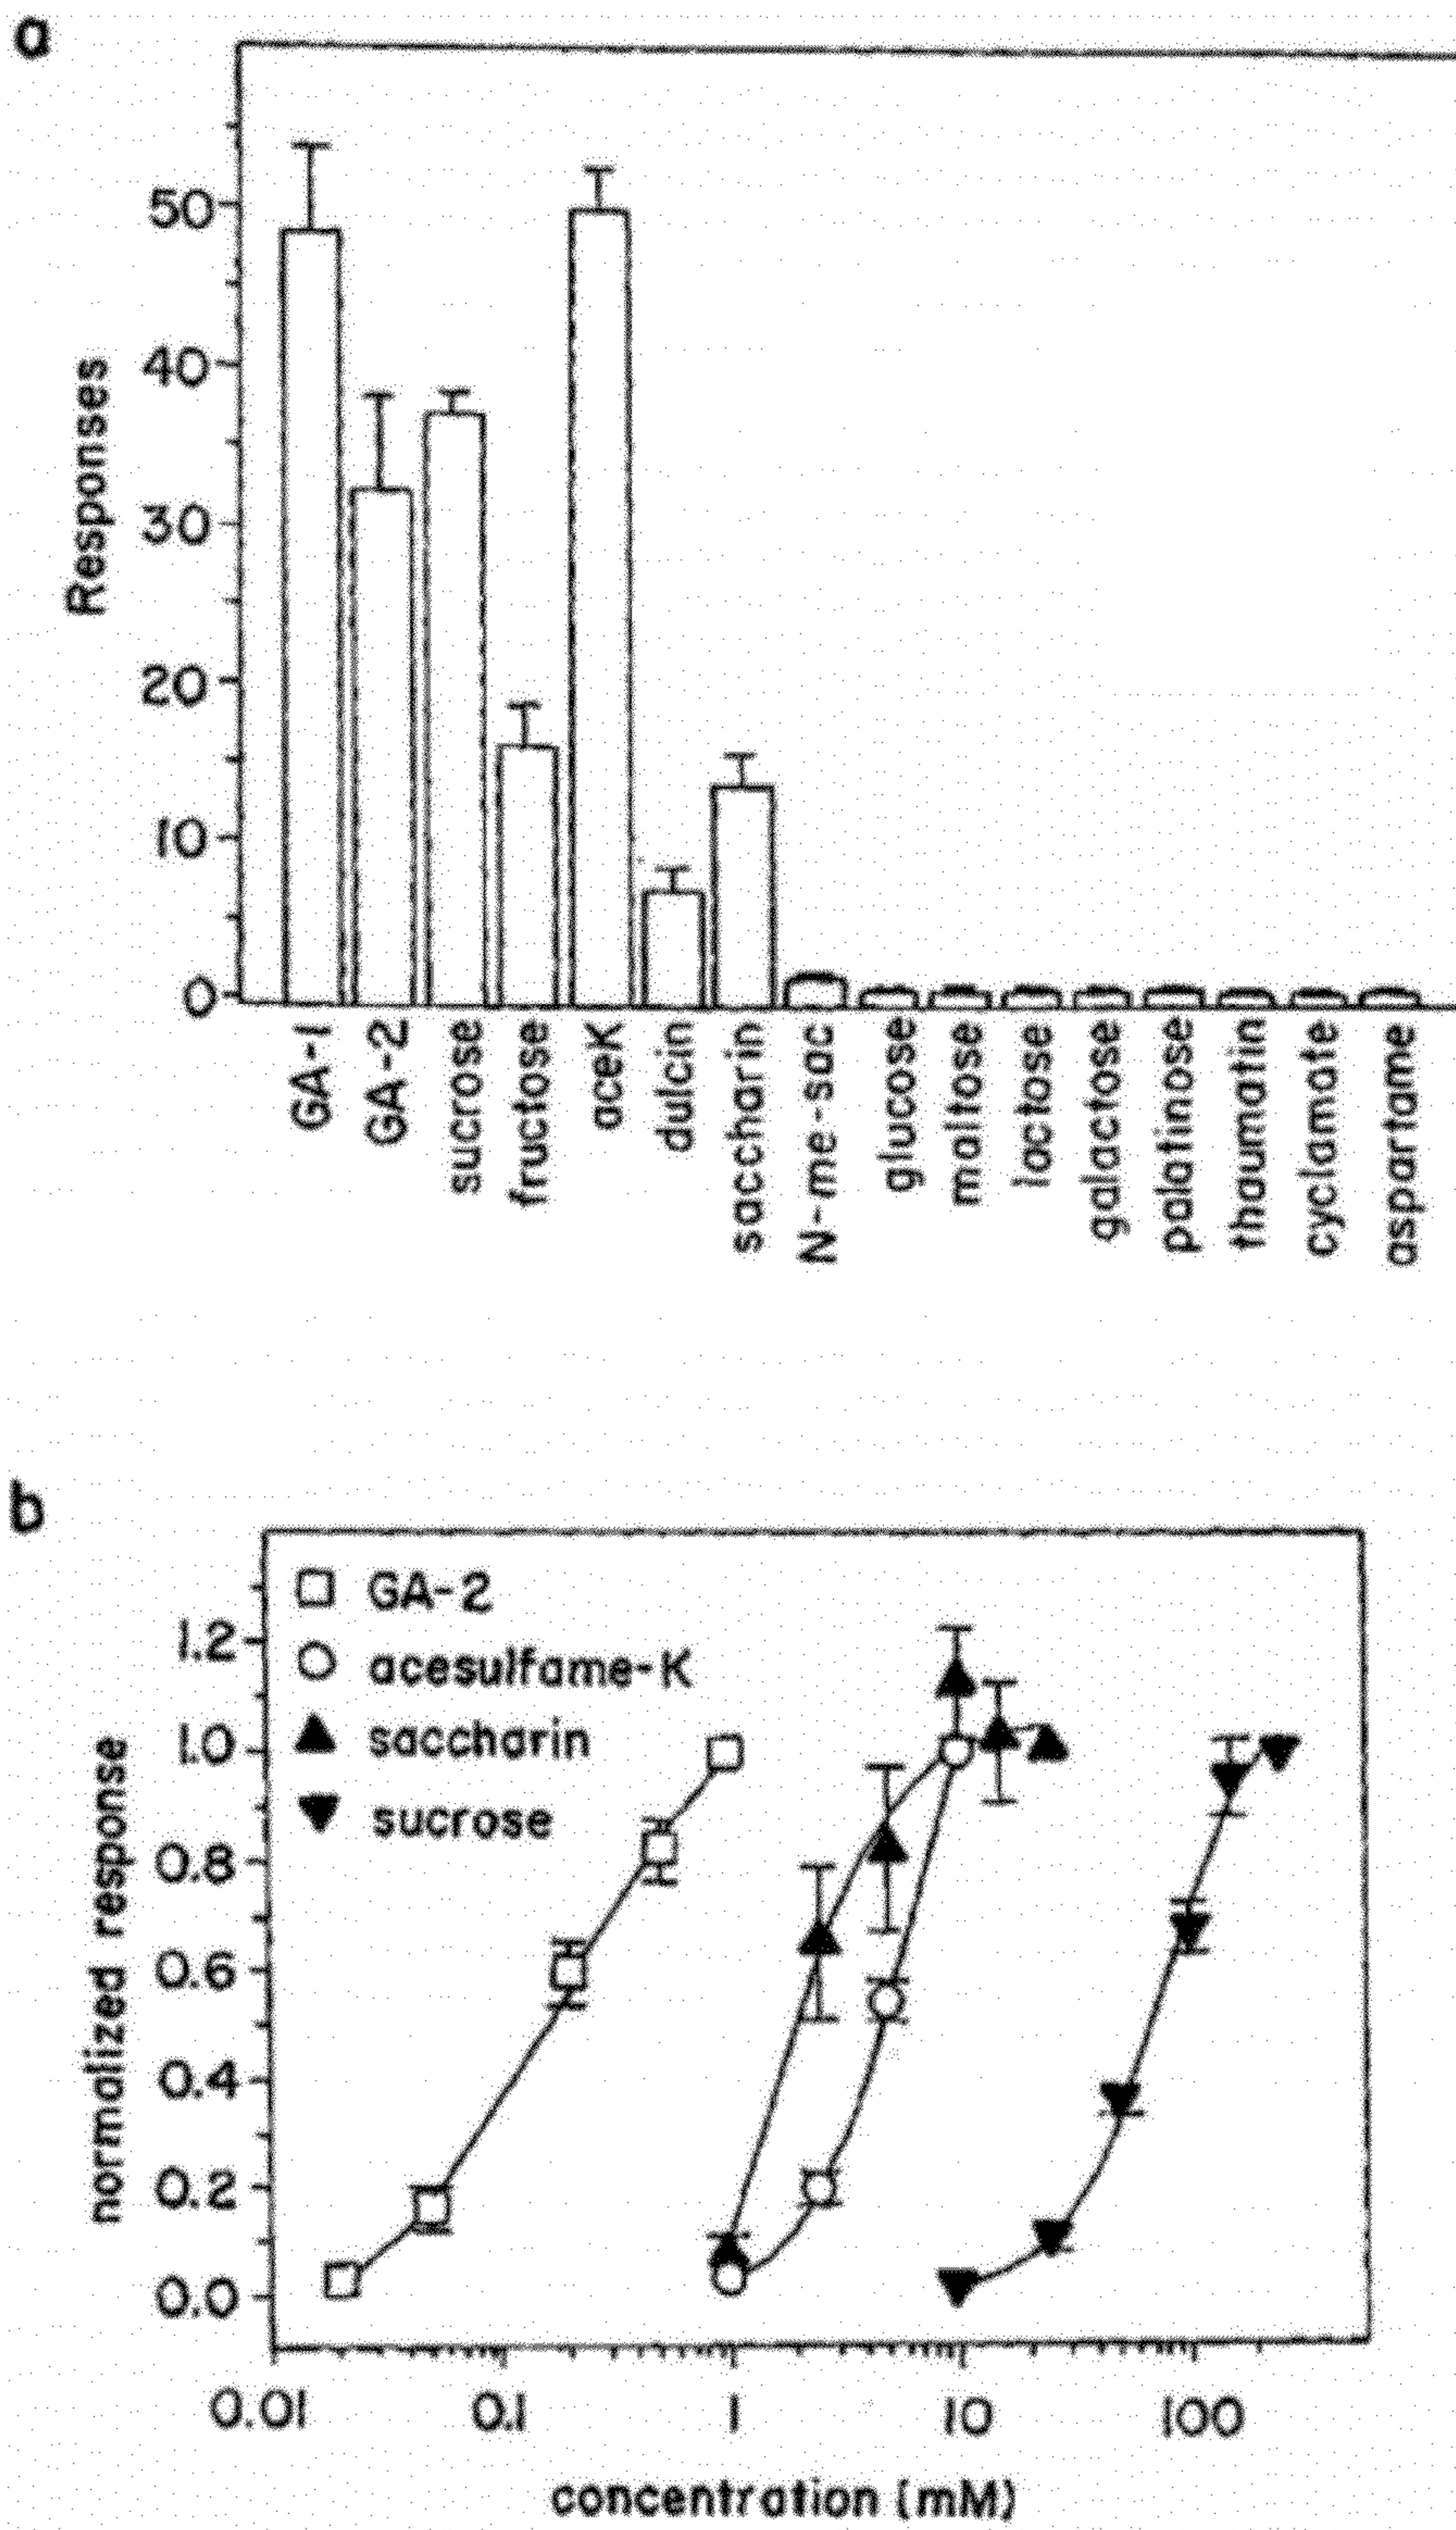 a
Responses
50
40
30
20
10
0
GA-1
GA-2
sucrose
fructose
aceK
dulcin
saccharin
N-me-sac
glucose
maltose
lactose
galactose
palatinose
thaumatin
cyclamate
aspartame
b
GA-2
acesulfame-K
saccharin
sucrose
normalized response
1.2
1.0
0.8
0.6
0.4
0.2
0.0
0.01
0.1
1
10
100
concentration (mM)